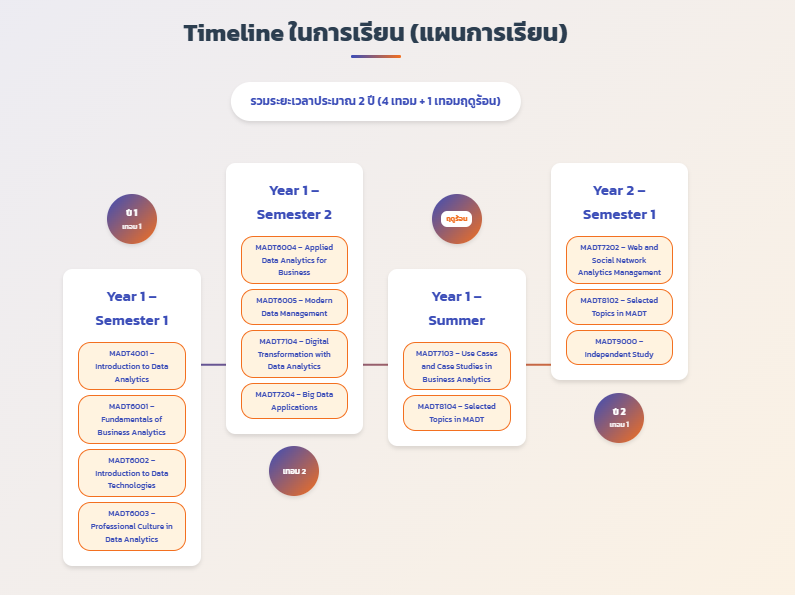 Timeline ในการเรียน (แผนการเรียน)
รวมระยะเวลาประมาณ 2 ปี (4 เทอม + 1 เทอมฤดูร้อน)
ปี 1
เทอม 1
Year 1 –
Semester 1
MADT4001 –
Introduction to Data
Analytics
MADT6001 –
Fundamentals of
Business Analytics
MADT6002 –
Introduction to Data
Technologies
MADT6003 –
Professional Culture in
Data Analytics
Year 1 –
Semester 2
MADT6004 – Applied
Data Analytics for
Business
MADT6005 – Modern
Data Management
MADT7104 – Digital
Transformation with
Data Analytics
MADT7204 – Big Data
Applications
เทอม 2
ฤดูร้อน
Year 1 –
Summer
MADT7103 – Use Cases
and Case Studies in
Business Analytics
MADT8104 – Selected
Topics in MADT
Year 2 –
Semester 1
MADT7202 – Web and
Social Network
Analytics Management
MADT8102 – Selected
Topics in MADT
MADT9000 –
Independent Study
ปี 2
เทอม 1